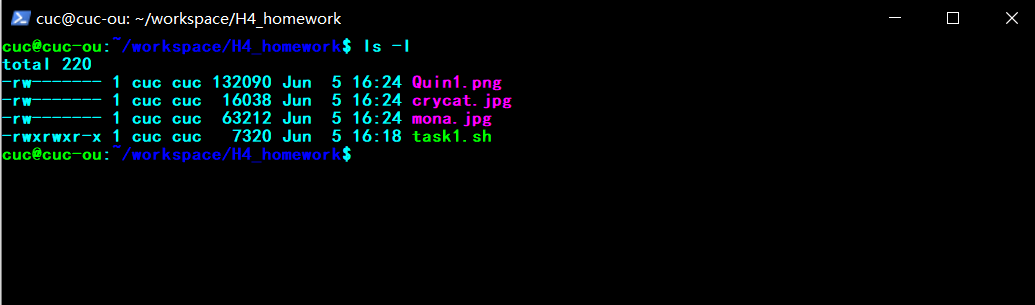 cuc@cuc-ou: ~/workspace/H4_homework
cuc@cuc-ou:~/workspace/H4_homework$ ls -l
total 220
-rw------- 1 cuc cuc 132090 Jun  5 16:24 Quin1.png
-rw------- 1 cuc cuc  16038 Jun  5 16:24 crycat.jpg
-rw------- 1 cuc cuc  63212 Jun  5 16:24 mona.jpg
-rwxrwxr-x 1 cuc cuc   7320 Jun  5 16:18 task1.sh
cuc@cuc-ou:~/workspace/H4_homework$